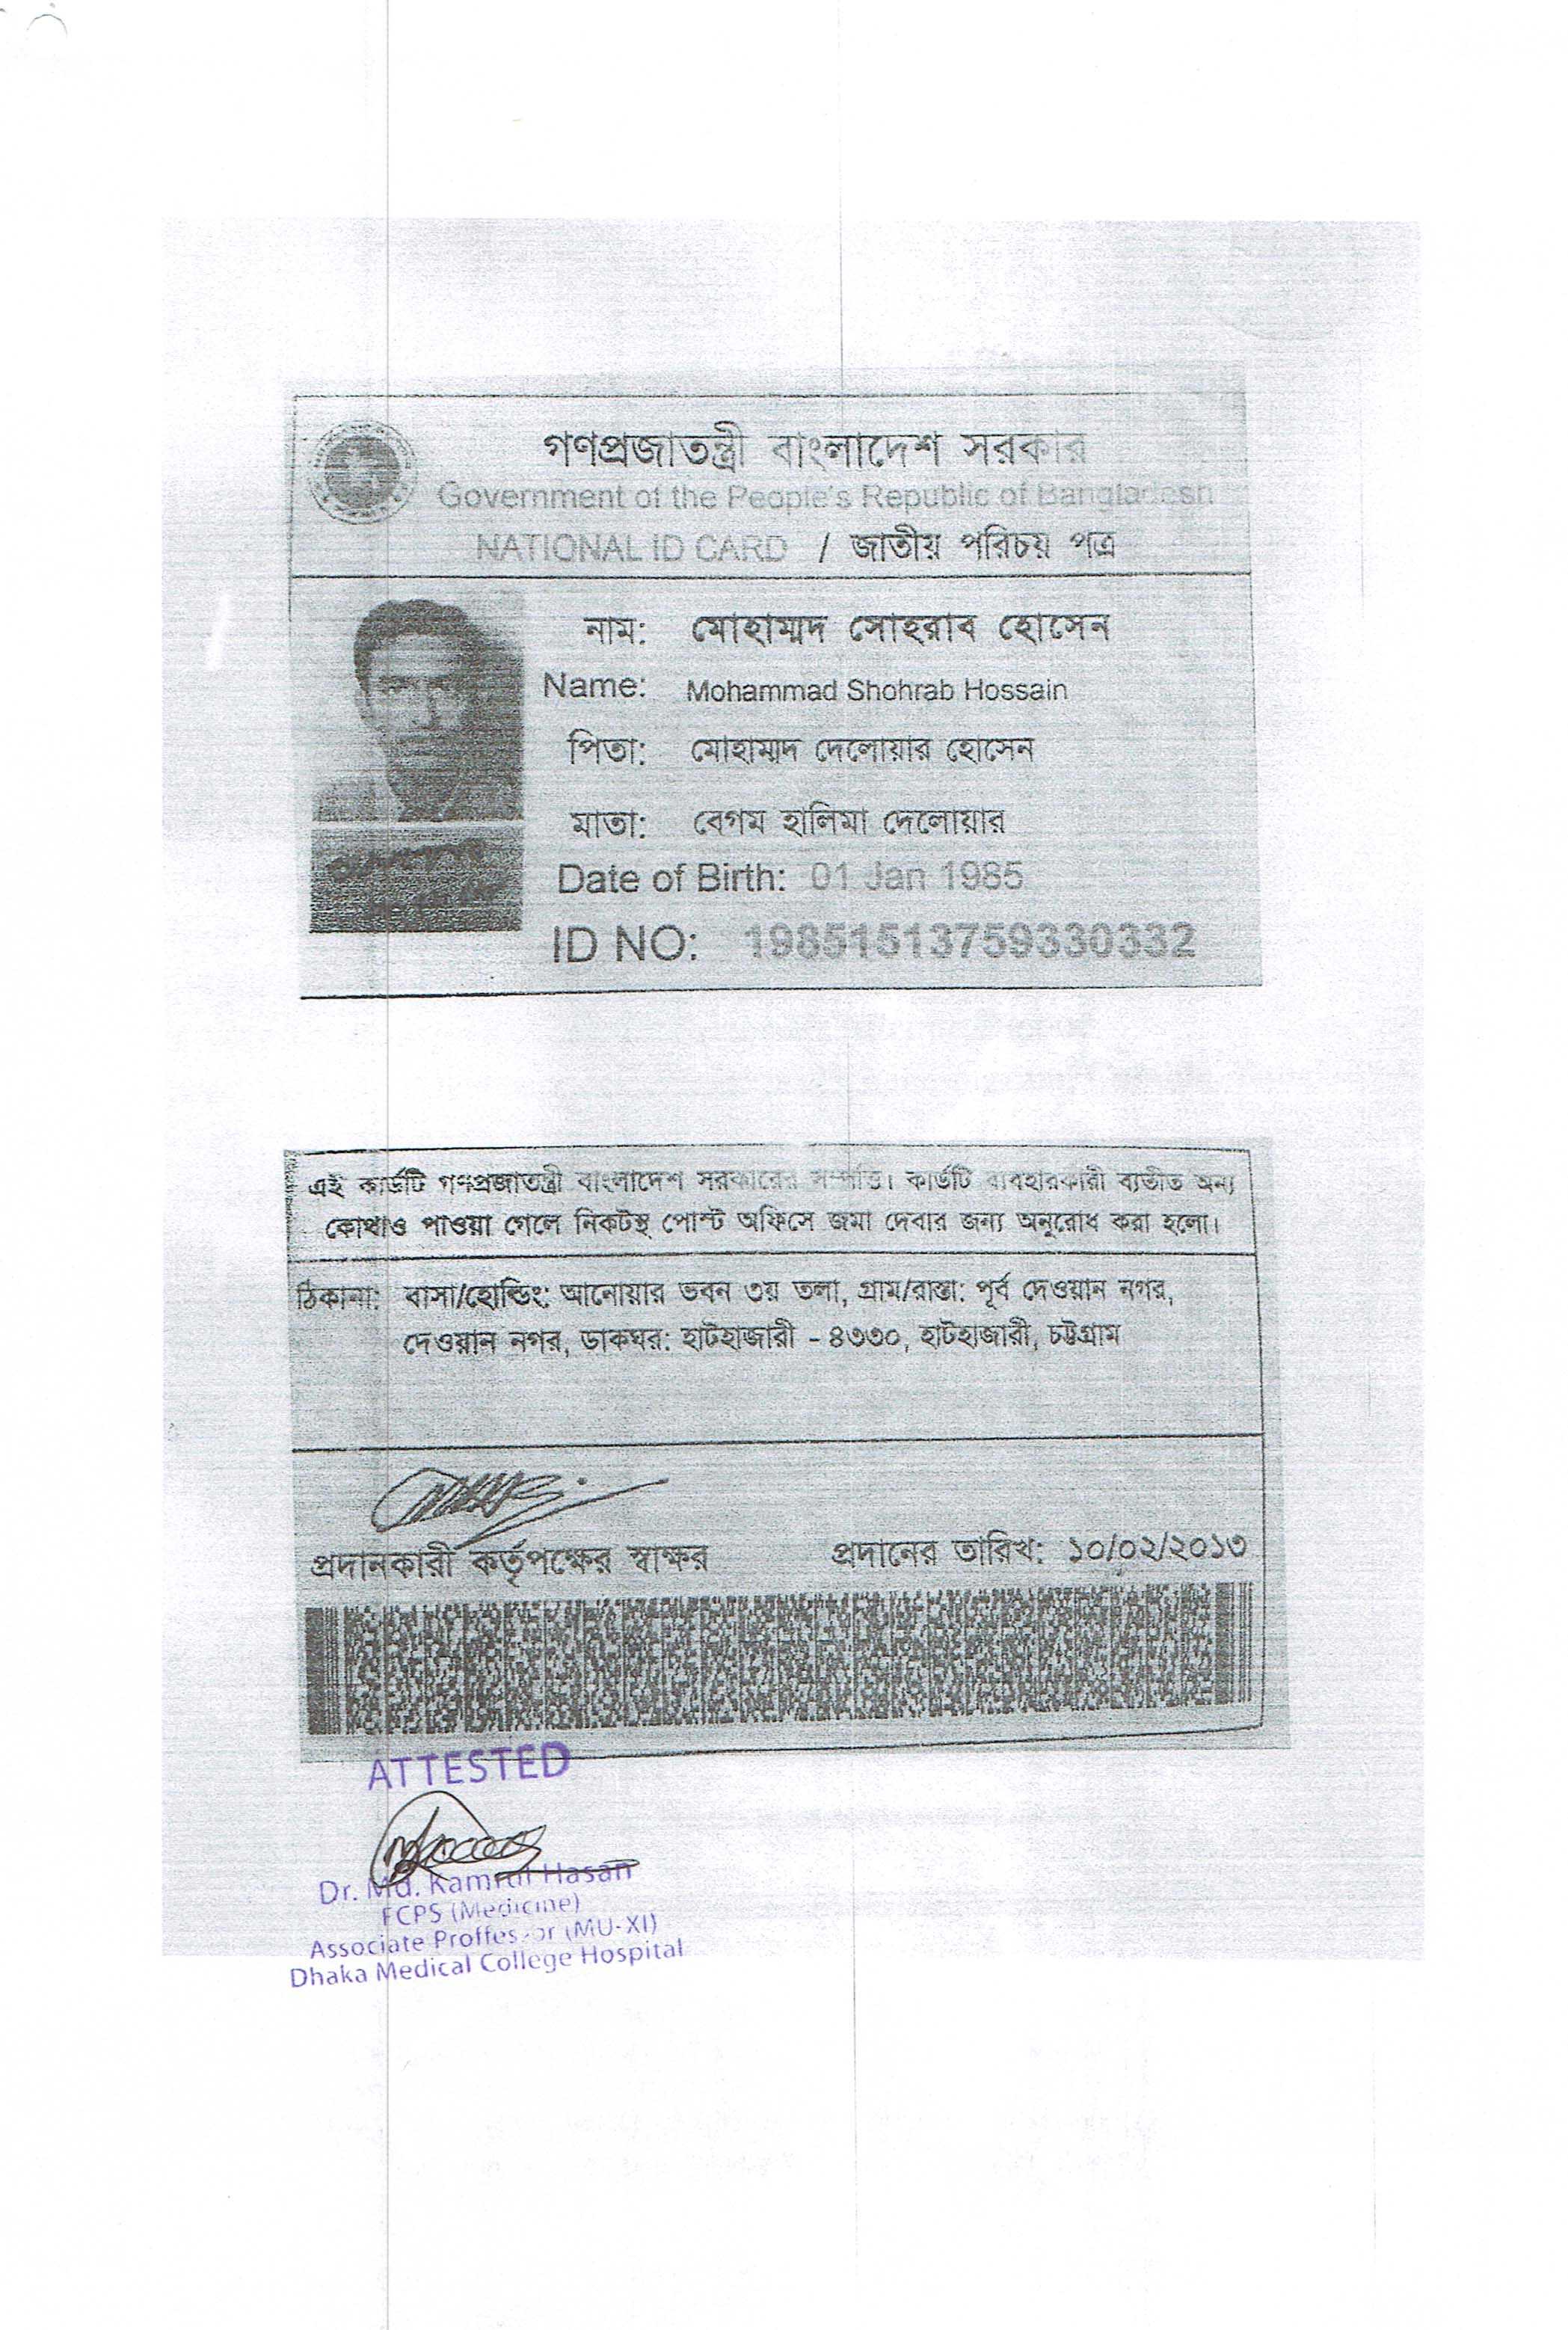 গণপ্রজাতন্ত্রী বাংলাদেশ সরকার
Government of the People's Republic of Bangladesh
NATIONAL ID CARD / জাতীয় পরিচয় পত্র
নাম: মোহাম্মদ সোহরাব হোসেন
Name: Mohammad Shohrab Hossain
পিতা: মোহাম্মদ দেলোয়ার হোসেন
মাতা: বেগম হালিমা দেলোয়ার
Date of Birth: 01 Jan 1985
ID NO: 19851513759330332
এই কার্ডটি গণপ্রজাতন্ত্রী বাংলাদেশ সরকারের সম্পত্তি। কার্ডটি ব্যবহারকারী ব্যতীত অন্য
কোথাও পাওয়া গেলে নিকটস্থ পোস্ট অফিসে জমা দেবার জন্য অনুরোধ করা হলো।
ঠিকানা: বাসা/হোল্ডিং: আনোয়ার ভবন ৩য় তলা, গ্রাম/রাস্তা: পূর্ব দেওয়ান নগর,
দেওয়ান নগর, ডাকঘর: হাটহাজারী - ৪৩৩০, হাটহাজারী, চট্টগ্রাম
প্রদানকারী কর্তৃপক্ষের স্বাক্ষর প্রদানের তারিখ: ১০/০২/২০১৩
ATTESTED
Dr. Md. Kamrul Hasan
FCPS (Medicine)
Associate Proffessor (MU-XI)
Dhaka Medical College Hospital